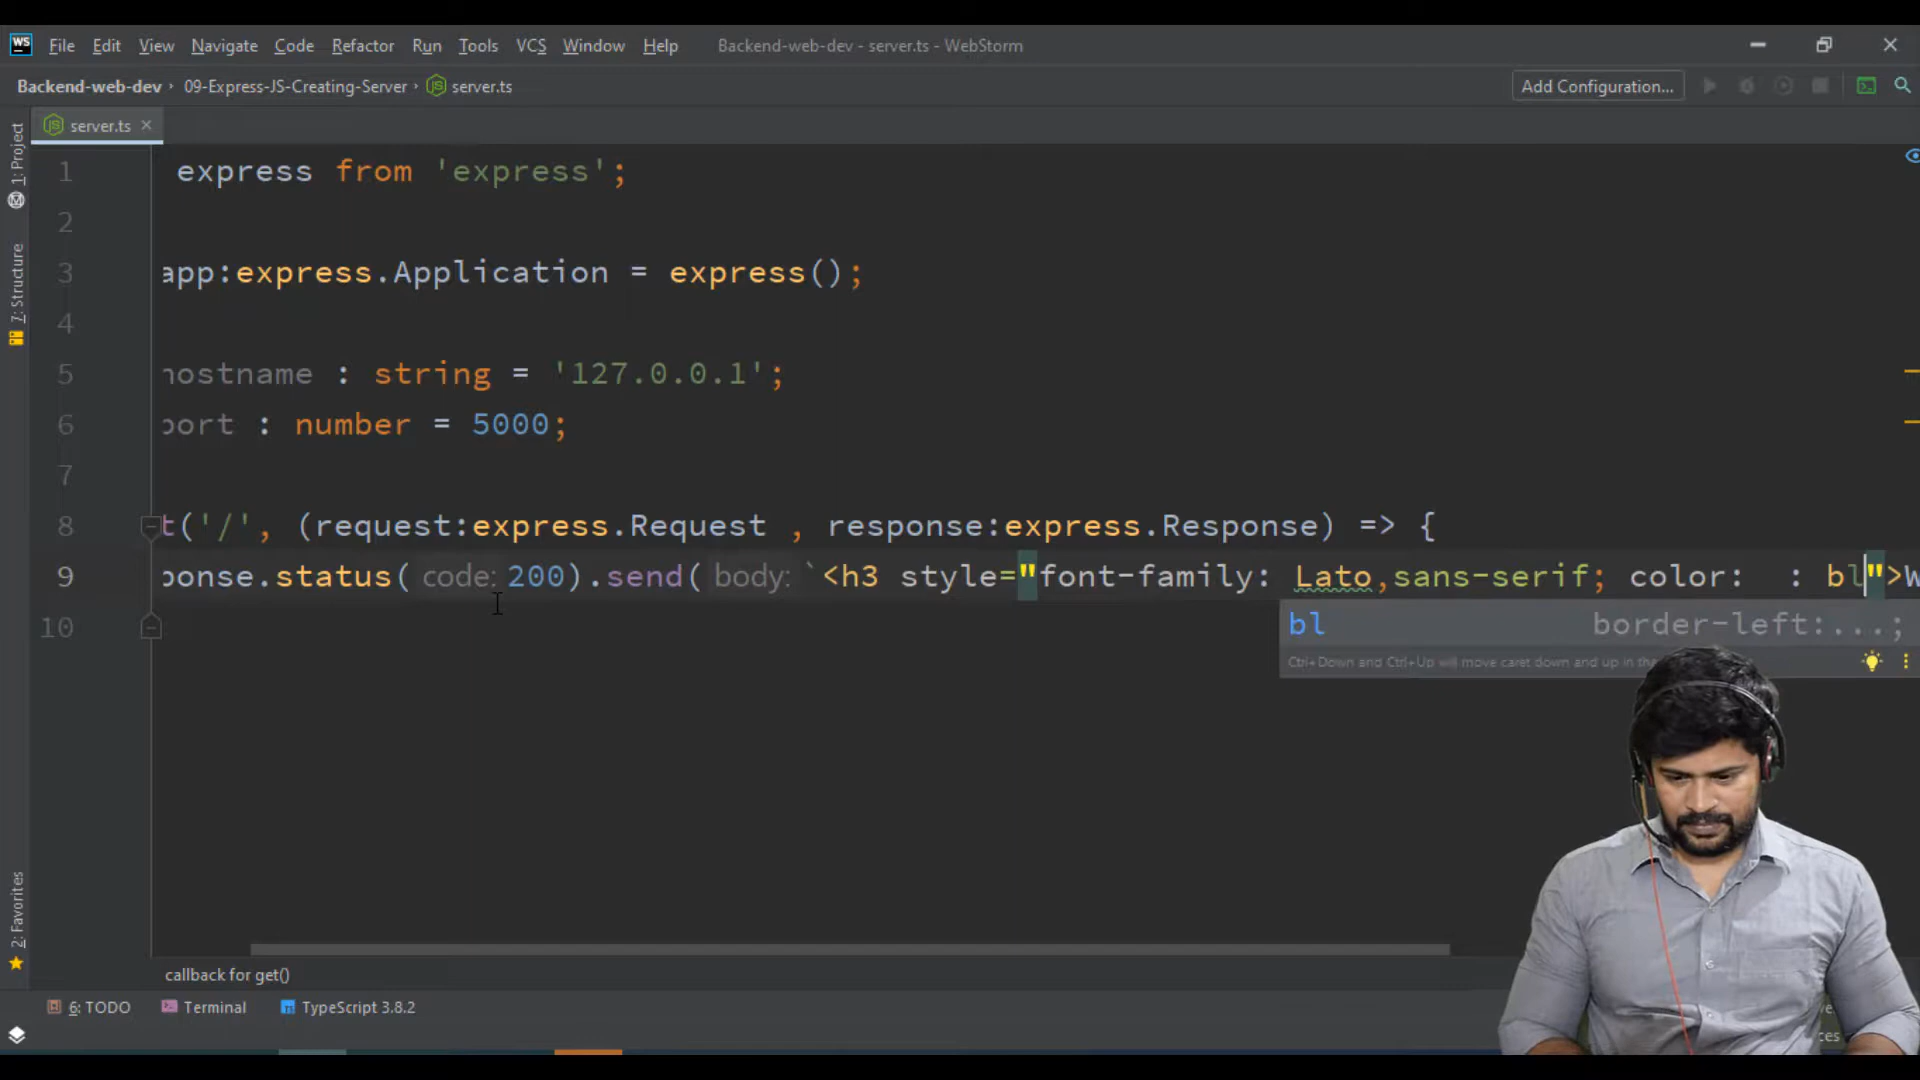 WS File Edit View Navigate Code Refactor Run Tools VCS Window Help Backend-web-dev - server.ts - WebStorm
Backend-web-dev › 09-Express-JS-Creating-Server › server.ts Add Configuration...
server.ts
1: Project
7: Structure
2: Favorites
1 express from 'express';
2
3 app:express.Application = express();
4
5 hostname : string = '127.0.0.1';
6 port : number = 5000;
7
8 t('/', (request:express.Request , response:express.Response) => {
9 ponse.status( code: 200).send( body: `<h3 style="font-family: Lato,sans-serif; color:  : bl">W
10
bl border-left:...;
Ctrl+Down and Ctrl+Up will move caret down and up in the
callback for get()
6: TODO Terminal TypeScript 3.8.2